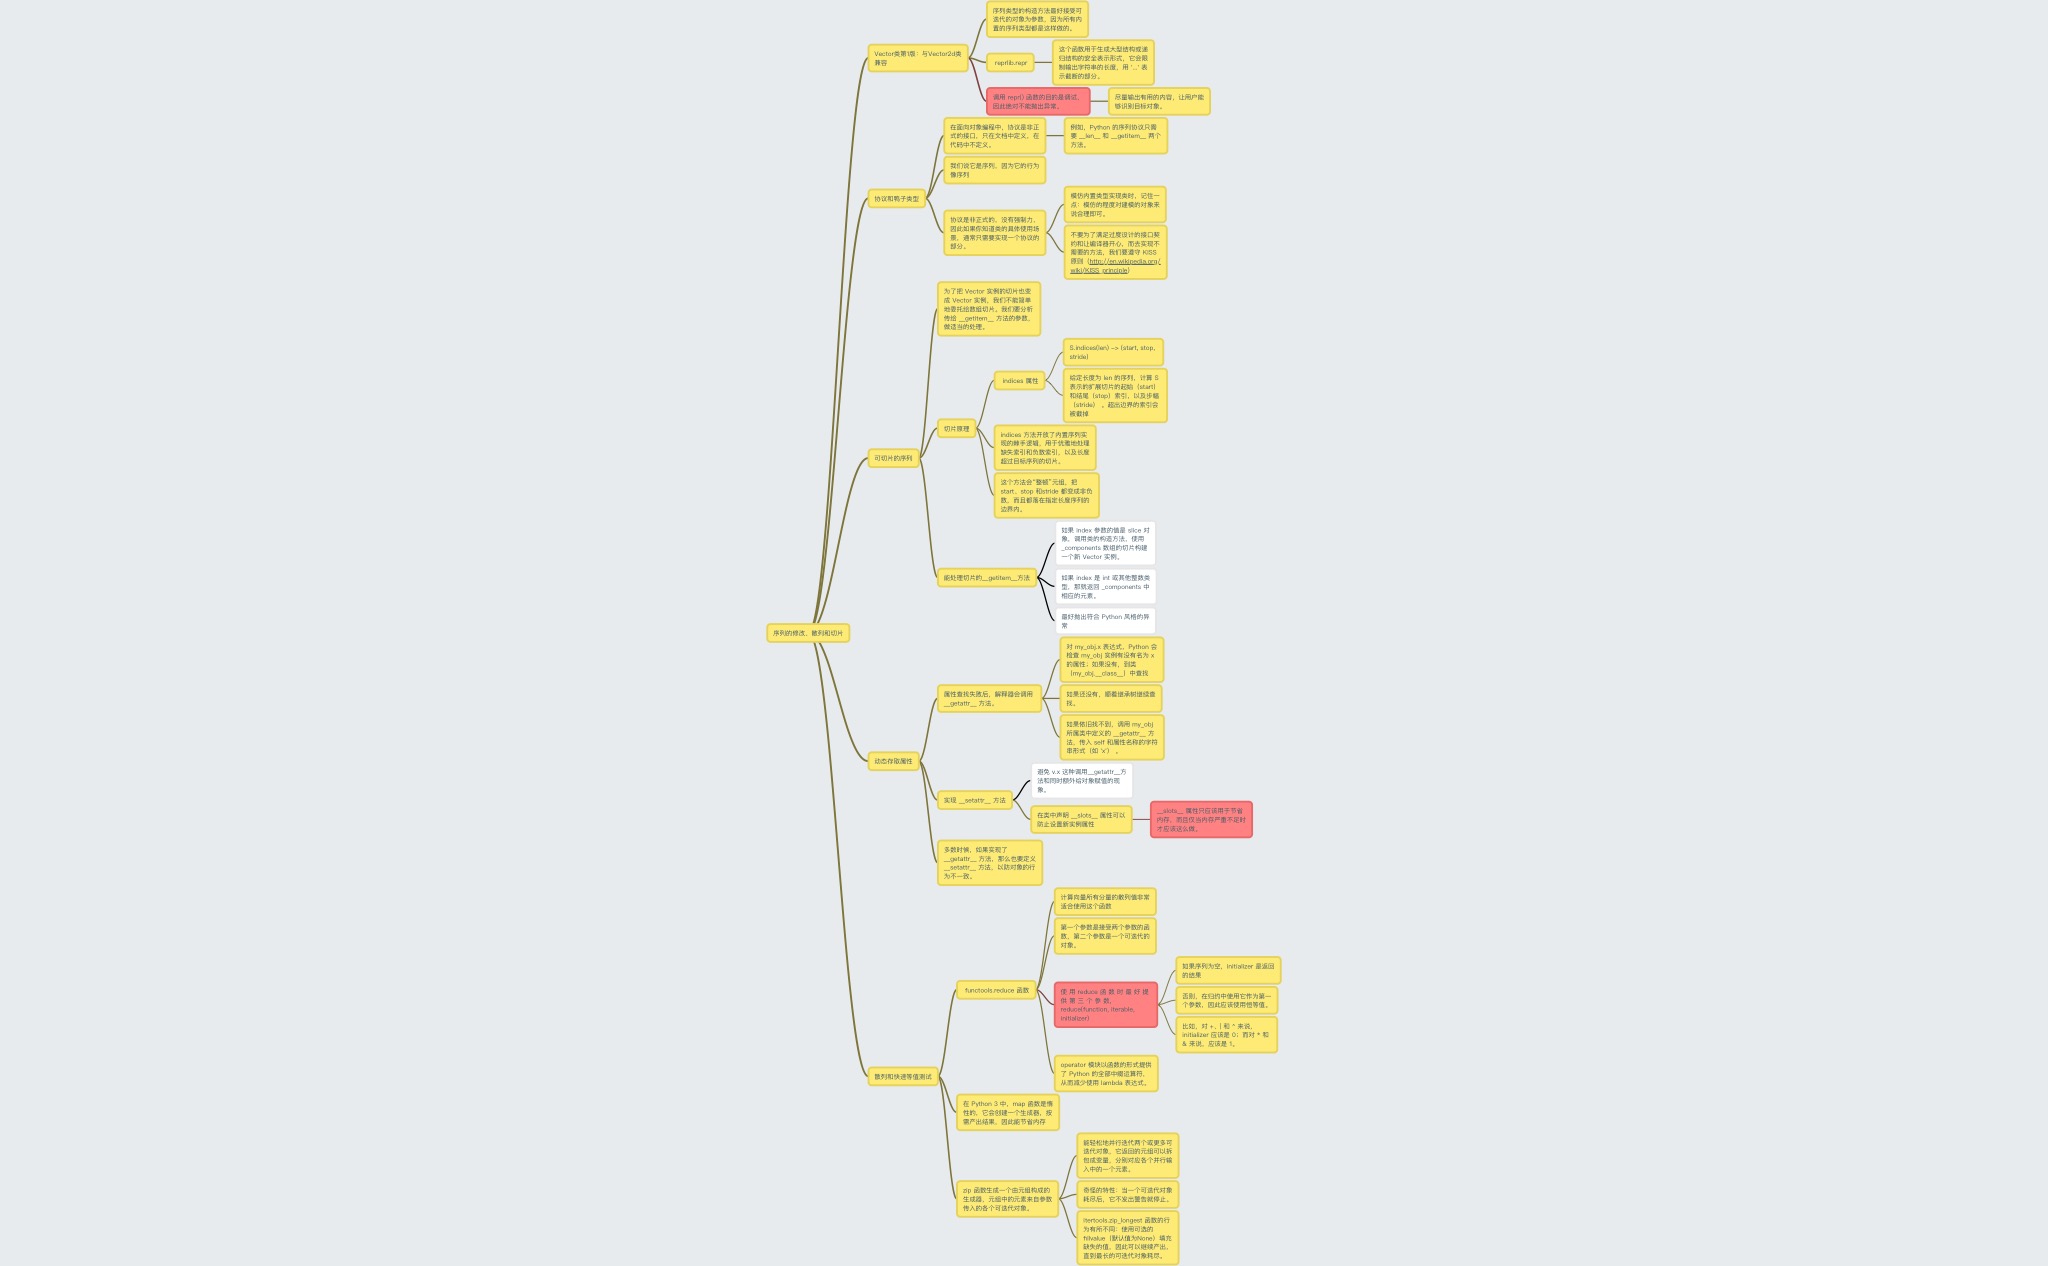 序列类型的构造方法最好接受可
迭代的对象为参数，因为所有内
置的序列类型都是这样做的。
Vector类第1版：与Vector2d类
兼容
reprlib.repr
这个函数用于生成大型结构或递
归结构的安全表示形式，它会限
制输出字符串的长度，用 '...' 表
示截断的部分。
调用 repr() 函数的目的是调试，
因此绝对不能抛出异常。
尽量输出有用的内容，让用户能
够识别目标对象。
在面向对象编程中，协议是非正
式的接口，只在文档中定义，在
代码中不定义。
例如，Python 的序列协议只需
要 __len__ 和 __getitem__ 两个
方法。
我们说它是序列，因为它的行为
像序列
协议和鸭子类型
协议是非正式的，没有强制力，
因此如果你知道类的具体使用场
景，通常只需要实现一个协议的
部分。
模仿内置类型实现类时，记住一
点：模仿的程度对建模的对象来
说合理即可。
不要为了满足过度设计的接口契
约和让编译器开心，而去实现不
需要的方法，我们要遵守 KISS
原则（http://en.wikipedia.org/
wiki/KISS_principle）
为了把 Vector 实例的切片也变
成 Vector 实例，我们不能简单
地委托给数组切片。我们要分析
传给 __getitem__ 方法的参数，
做适当的处理。
可切片的序列
切片原理
indices 属性
S.indices(len) -> (start, stop,
stride)
给定长度为 len 的序列，计算 S
表示的扩展切片的起始（start）
和结尾（stop）索引，以及步幅
（stride）。超出边界的索引会
被截掉
indices 方法开放了内置序列实
现的棘手逻辑，用于优雅地处理
缺失索引和负数索引，以及长度
超过目标序列的切片。
这个方法会“整顿”元组，把
start、stop 和stride 都变成非负
数，而且都落在指定长度序列的
边界内。
能处理切片的__getitem__方法
如果 index 参数的值是 slice 对
象，调用类的构造方法，使用
_components 数组的切片构建
一个新 Vector 实例。
如果 index 是 int 或其他整数类
型，那就返回 _components 中
相应的元素。
最好抛出符合 Python 风格的异
常
序列的修改、散列和切片
动态存取属性
属性查找失败后，解释器会调用
__getattr__ 方法。
对 my_obj.x 表达式，Python 会
检查 my_obj 实例有没有名为 x
的属性；如果没有，到类
（my_obj.__class__）中查找
如果还没有，顺着继承树继续查
找。
如果依旧找不到，调用 my_obj
所属类中定义的 __getattr__ 方
法，传入 self 和属性名称的字符
串形式（如 'x'）。
实现 __setattr__ 方法
避免 v.x 这种调用__getattr__方
法和同时额外给对象赋值的现
象。
在类中声明 __slots__ 属性可以
防止设置新实例属性
__slots__ 属性只应该用于节省
内存，而且仅当内存严重不足时
才应该这么做。
多数时候，如果实现了
__getattr__ 方法，那么也要定义
__setattr__ 方法，以防对象的行
为不一致。
散列和快速等值测试
functools.reduce 函数
计算向量所有分量的散列值非常
适合使用这个函数
第一个参数是接受两个参数的函
数，第二个参数是一个可迭代的
对象。
使 用 reduce 函 数 时 最 好 提
供 第 三 个 参 数，
reduce(function, iterable,
initializer)
如果序列为空，initializer 是返回
的结果
否则，在归约中使用它作为第一
个参数，因此应该使用恒等值。
比如，对 +、| 和 ^ 来说，
initializer 应该是 0；而对 * 和
& 来说，应该是 1。
operator 模块以函数的形式提供
了 Python 的全部中缀运算符，
从而减少使用 lambda 表达式。
在 Python 3 中，map 函数是惰
性的，它会创建一个生成器，按
需产出结果，因此能节省内存
zip 函数生成一个由元组构成的
生成器，元组中的元素来自参数
传入的各个可迭代对象。
能轻松地并行迭代两个或更多可
迭代对象，它返回的元组可以拆
包成变量，分别对应各个并行输
入中的一个元素。
奇怪的特性：当一个可迭代对象
耗尽后，它不发出警告就停止。
itertools.zip_longest 函数的行
为有所不同：使用可选的
fillvalue（默认值为None）填充
缺失的值，因此可以继续产出，
直到最长的可迭代对象耗尽。